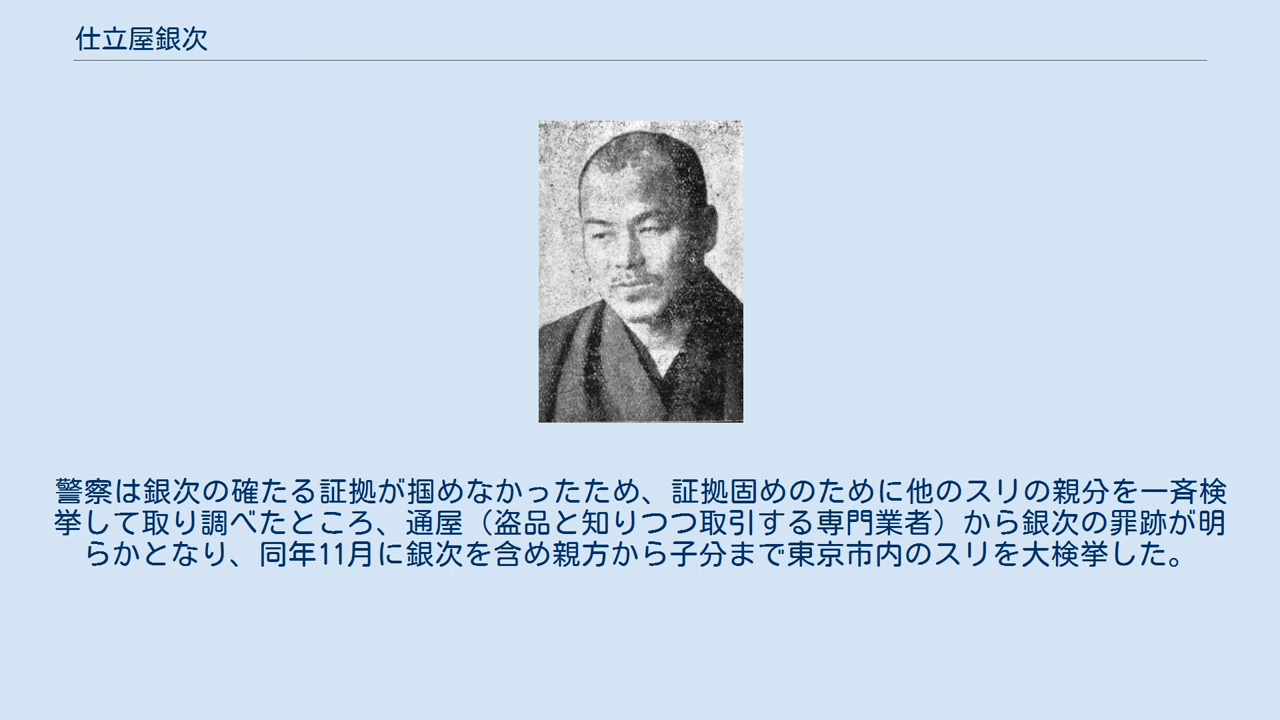 仕立屋銀次
警察は銀次の確たる証拠が掴めなかったため、証拠固めのために他のスリの親分を一斉検
挙して取り調べたところ、通屋（盗品と知りつつ取引する専門業者）から銀次の罪跡が明
らかとなり、同年11月に銀次を含め親方から子分まで東京市内のスリを大検挙した。